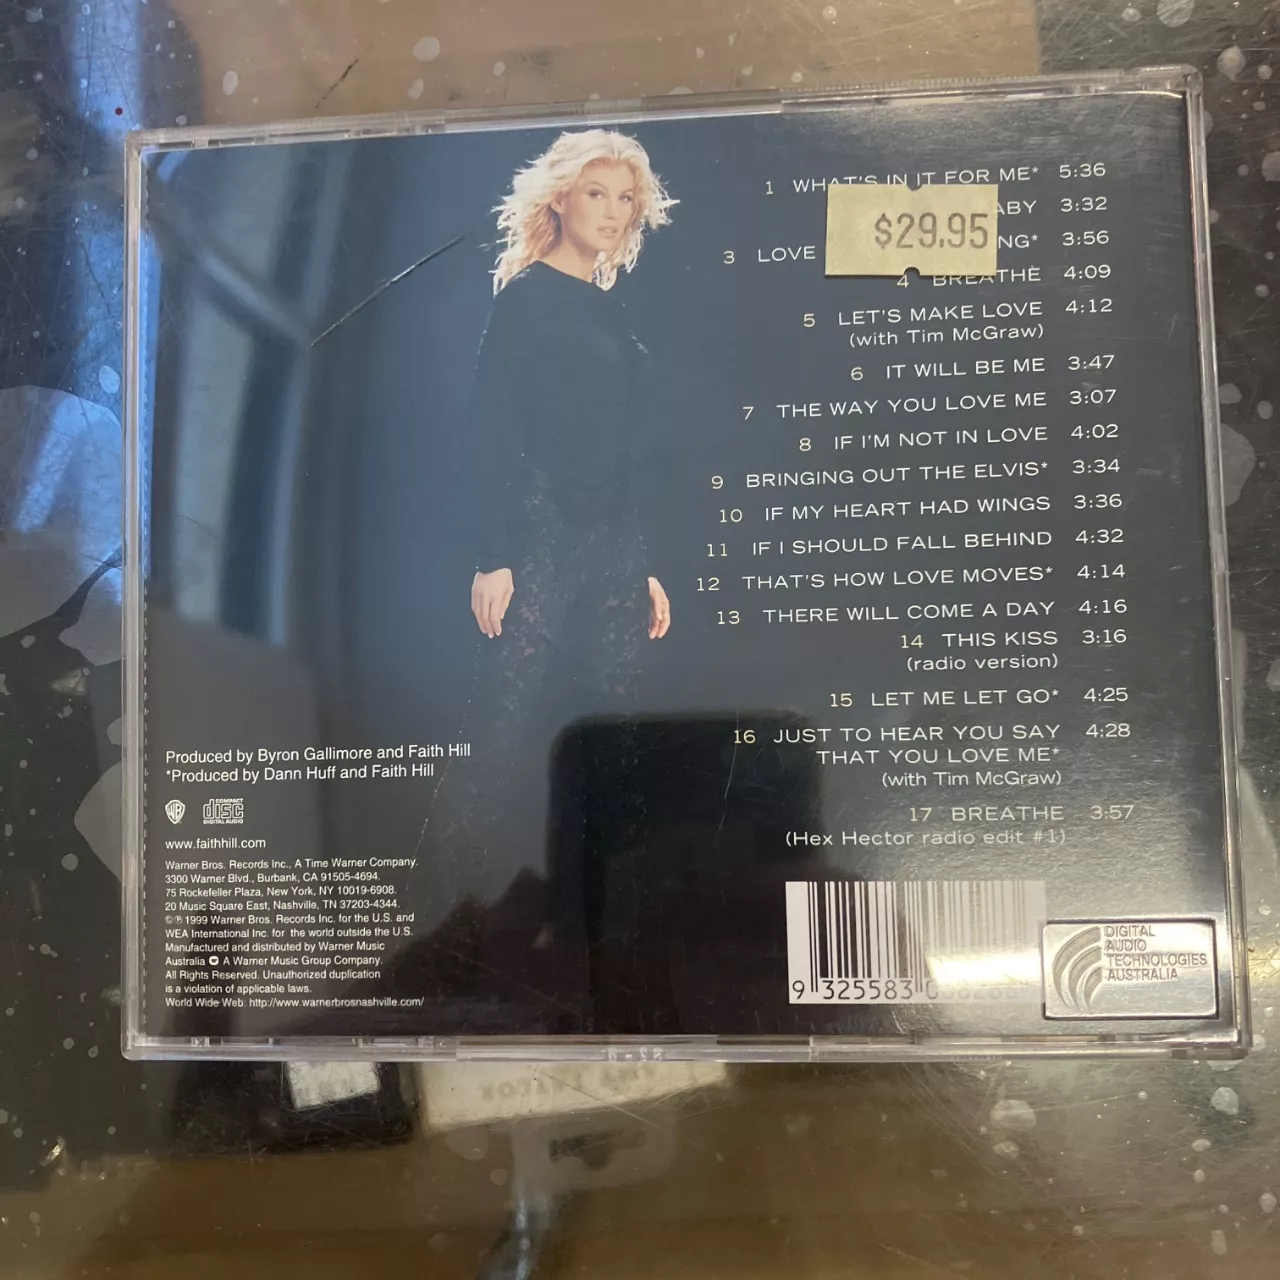 1 WHAT'S IN IT FOR ME* 5:36
ABY 3:32
$29.95
3 LOVE NG* 3:56
4 BREATHE 4:09
5 LET'S MAKE LOVE 4:12
(with Tim McGraw)
6 IT WILL BE ME 3:47
7 THE WAY YOU LOVE ME 3:07
8 IF I'M NOT IN LOVE 4:02
9 BRINGING OUT THE ELVIS* 3:34
10 IF MY HEART HAD WINGS 3:36
11 IF I SHOULD FALL BEHIND 4:32
12 THAT'S HOW LOVE MOVES* 4:14
13 THERE WILL COME A DAY 4:16
14 THIS KISS 3:16
(radio version)
15 LET ME LET GO* 4:25
16 JUST TO HEAR YOU SAY 4:28
THAT YOU LOVE ME*
(with Tim McGraw)
17 BREATHE 3:57
(Hex Hector radio edit #1)
Produced by Byron Gallimore and Faith Hill
*Produced by Dann Huff and Faith Hill
WB
COMPACT
disc
DIGITAL AUDIO
www.faithhill.com
Warner Bros. Records Inc., A Time Warner Company.
3300 Warner Blvd., Burbank, CA 91505-4694.
75 Rockefeller Plaza, New York, NY 10019-6908.
20 Music Square East, Nashville, TN 37203-4344.
©℗ 1999 Warner Bros. Records Inc. for the U.S. and
WEA International Inc. for the world outside the U.S.
Manufactured and distributed by Warner Music
Australia A Warner Music Group Company.
All Rights Reserved. Unauthorized duplication
is a violation of applicable laws.
World Wide Web: http://www.warnerbrosnashville.com/
9 325583
DIGITAL
AUDIO
TECHNOLOGIES
AUSTRALIA